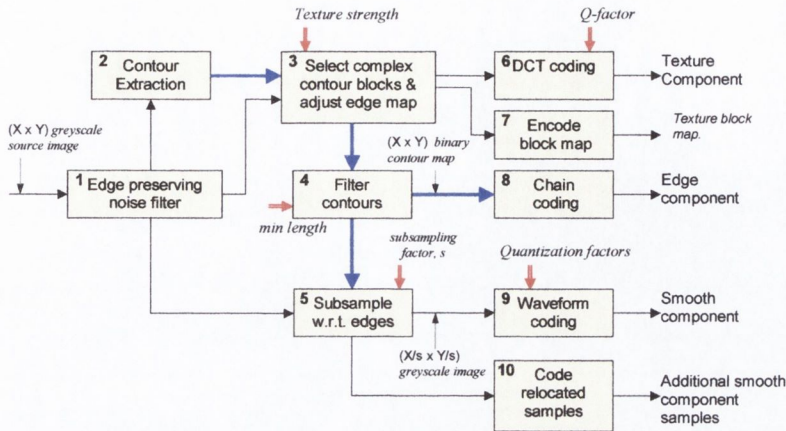 Texture strength
Q-factor
2 Contour
Extraction
3 Select complex
contour blocks &
adjust edge map
6 DCT coding
Texture
Component
7 Encode
block map
Texture block
map.
(X x Y) greyscale
source image
(X x Y) binary
contour map
1 Edge preserving
noise filter
4 Filter
contours
8 Chain
coding
Edge
component
min length
subsampling
factor, s
Quantization factors
5 Subsample
w.r.t. edges
9 Waveform
coding
Smooth
component
(X/s x Y/s)
greyscale image
10 Code
relocated
samples
Additional smooth
component
samples